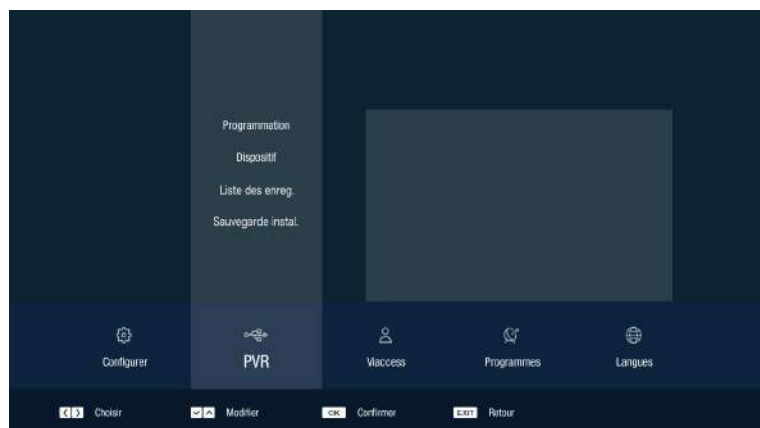 Programmation
Dispositif
Liste des enreg.
Sauvegarde instal.
Configurer
PVR
Viaccess
Programmes
Langues
Choisir
Modifier
OK Confirmer
EXIT Retour